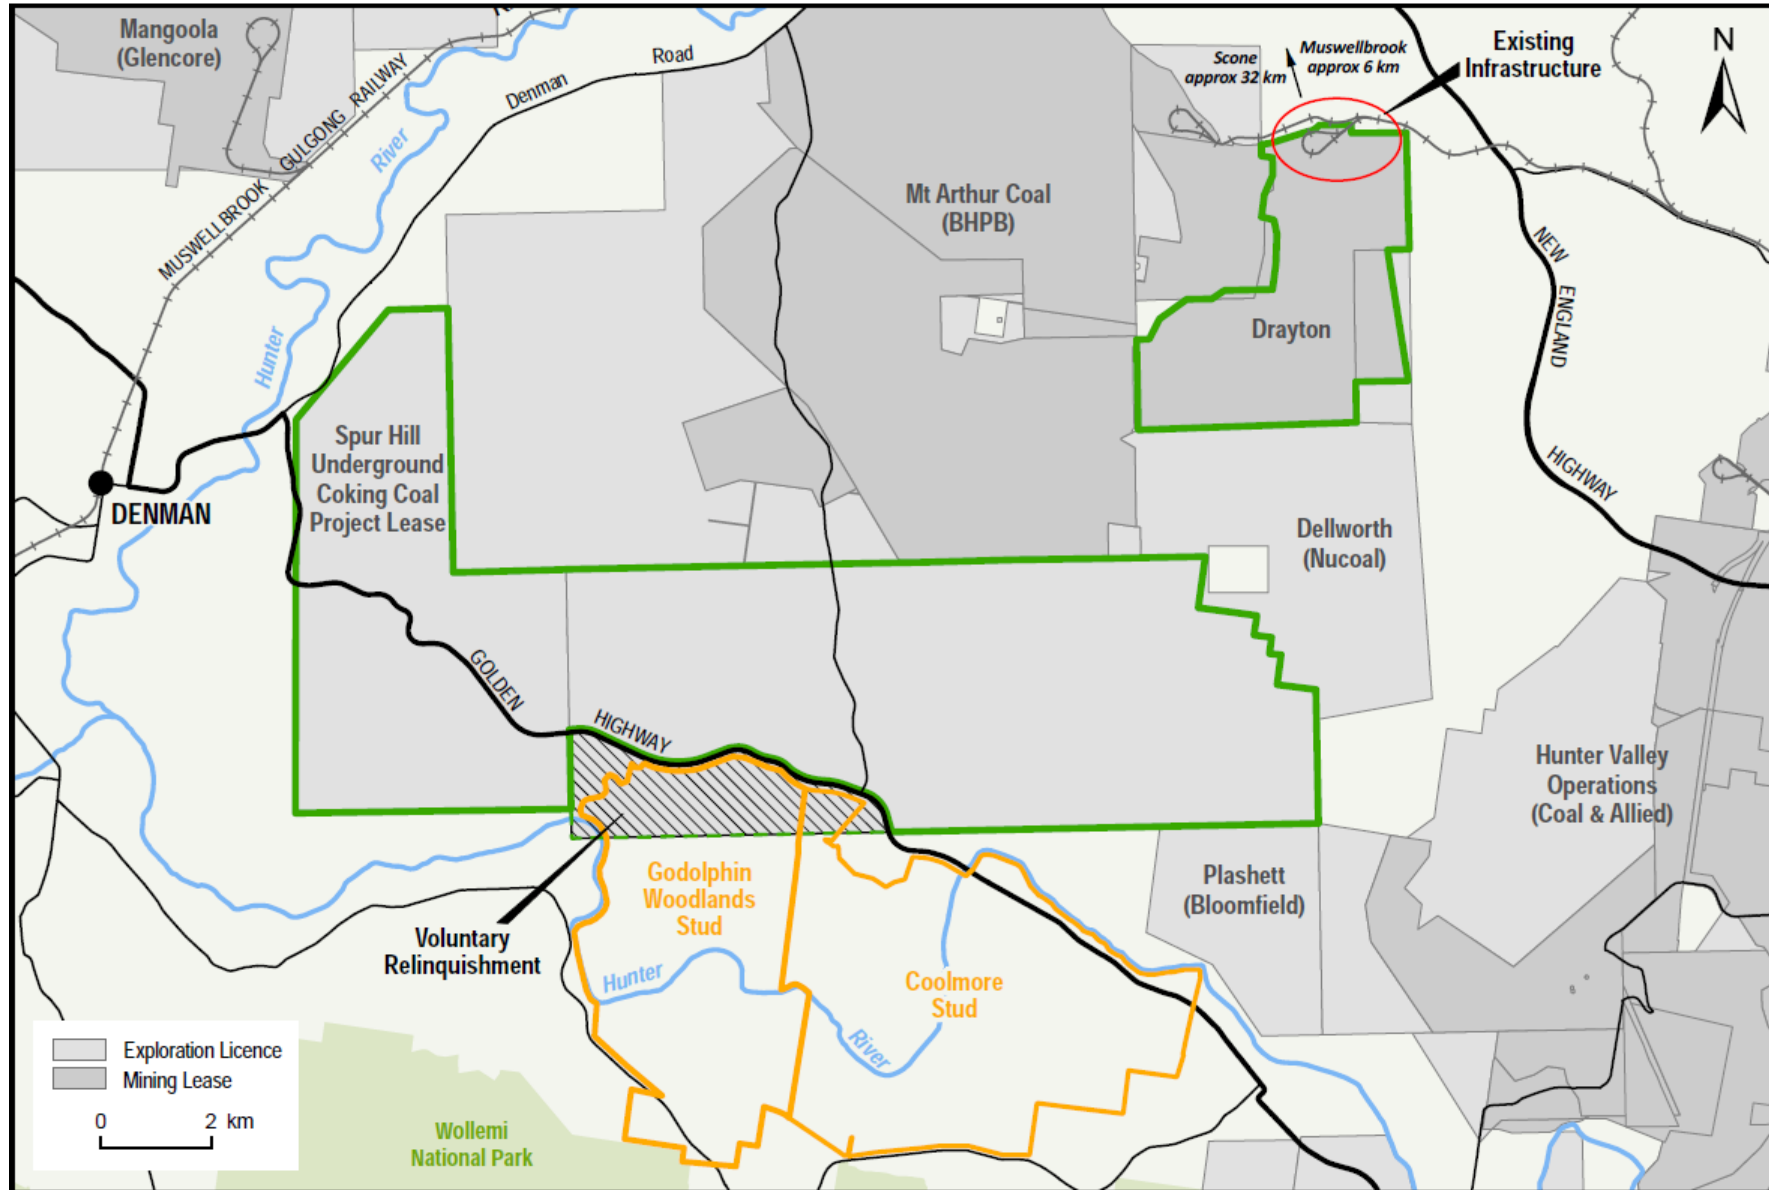 Mangoola
(Glencore)
MUSWELLBROOK GULGONG RAILWAY
River
Hunter
Denman Road
Scone
approx 32 km
Muswellbrook
approx 6 km
Existing
Infrastructure
N
Mt Arthur Coal
(BHPB)
Drayton
NEW ENGLAND HIGHWAY
Spur Hill
Underground
Coking Coal
Project Lease
DENMAN
Dellworth
(Nucoal)
GOLDEN HIGHWAY
Hunter Valley
Operations
(Coal & Allied)
Godolphin
Woodlands
Stud
Plashett
(Bloomfield)
Voluntary
Relinquishment
Hunter River
Coolmore
Stud
Exploration Licence
Mining Lease
0 2 km
Wollemi
National Park